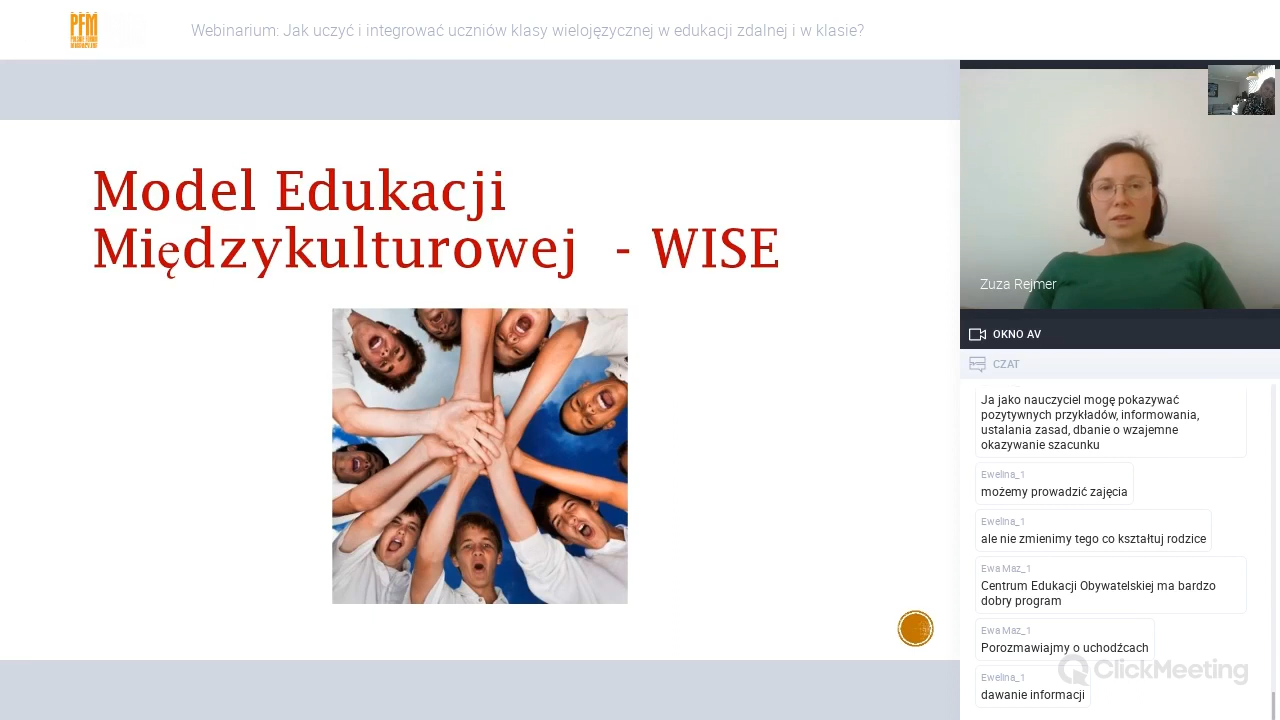 PFM
Webinarium: Jak uczyć i integrować uczniów klasy wielojęzycznej w edukacji zdalnej i w klasie?
Model Edukacji
Międzykulturowej - WISE
Zuza Rejmer
OKNO AV
CZAT
Ja jako nauczyciel mogę pokazywać
pozytywnych przykładów, informowania,
ustalania zasad, dbanie o wzajemne
okazywanie szacunku
Ewelina_1
możemy prowadzić zajęcia
Ewelina_1
ale nie zmienimy tego co kształtuj rodzice
Ewa Maz_1
Centrum Edukacji Obywatelskiej ma bardzo
dobry program
Ewa Maz_1
Porozmawiajmy o uchodźcach
Ewelina_1
dawanie informacji
ClickMeeting